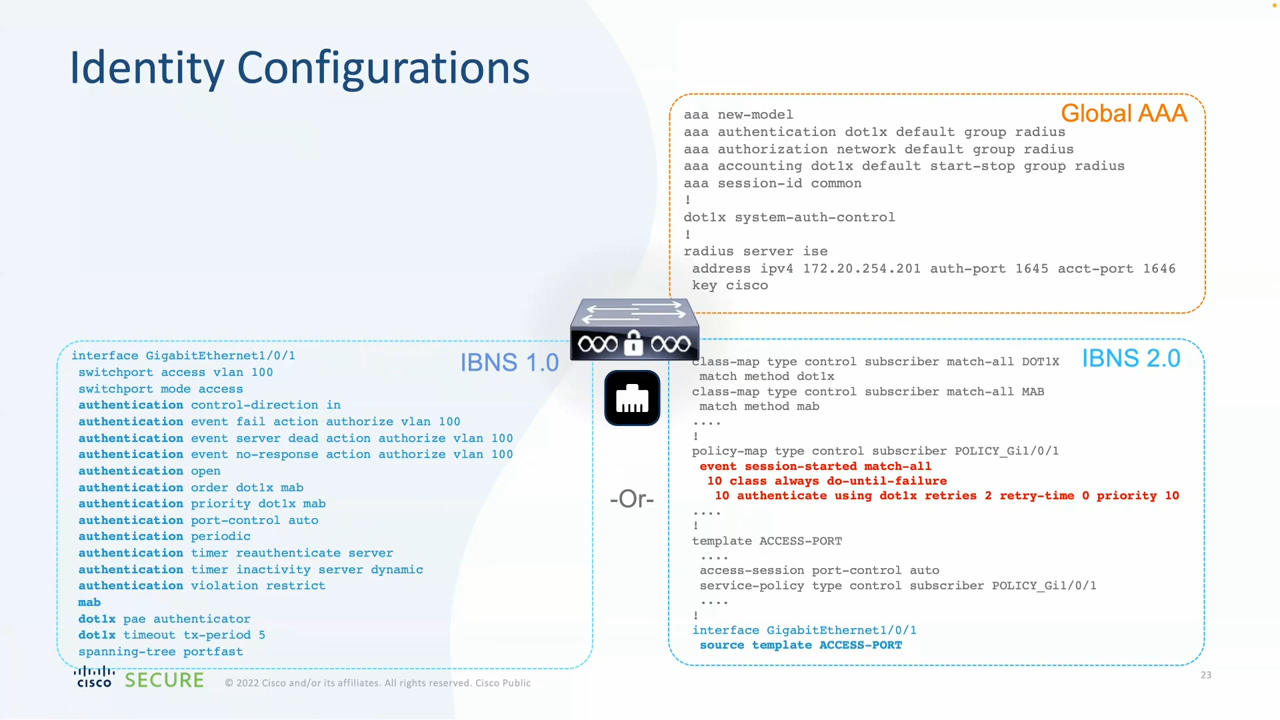 Identity Configurations
Global AAA
aaa new-model
aaa authentication dot1x default group radius
aaa authorization network default group radius
aaa accounting dot1x default start-stop group radius
aaa session-id common
!
dot1x system-auth-control
!
radius server ise
address ipv4 172.20.254.201 auth-port 1645 acct-port 1646
key cisco
IBNS 1.0
interface GigabitEthernet1/0/1
switchport access vlan 100
switchport mode access
authentication control-direction in
authentication event fail action authorize vlan 100
authentication event server dead action authorize vlan 100
authentication event no-response action authorize vlan 100
authentication open
authentication order dot1x mab
authentication priority dot1x mab
authentication port-control auto
authentication periodic
authentication timer reauthenticate server
authentication timer inactivity server dynamic
authentication violation restrict
mab
dot1x pae authenticator
dot1x timeout tx-period 5
spanning-tree portfast
-Or-
IBNS 2.0
class-map type control subscriber match-all DOT1X
match method dot1x
class-map type control subscriber match-all MAB
match method mab
....
!
policy-map type control subscriber POLICY_Gi1/0/1
event session-started match-all
10 class always do-until-failure
10 authenticate using dot1x retries 2 retry-time 0 priority 10
....
!
template ACCESS-PORT
....
access-session port-control auto
service-policy type control subscriber POLICY_Gi1/0/1
....
!
interface GigabitEthernet1/0/1
source template ACCESS-PORT
CISCO SECURE
© 2022 Cisco and/or its affiliates. All rights reserved. Cisco Public
23